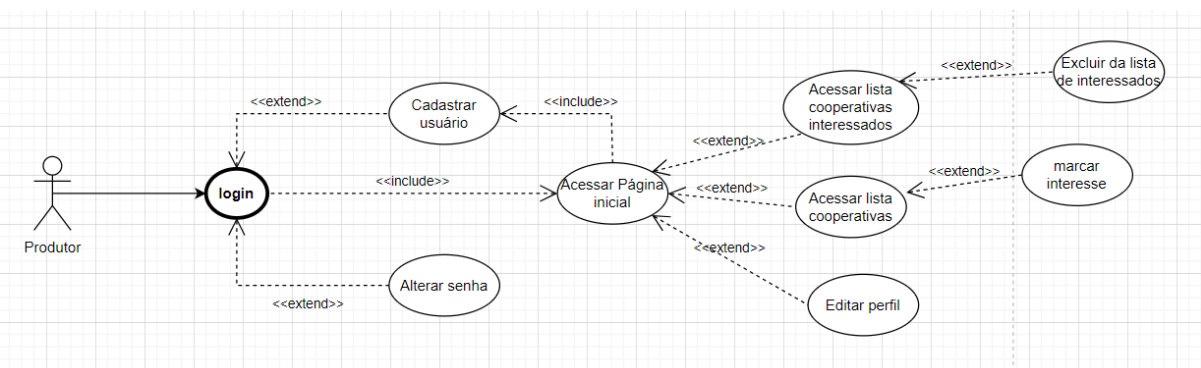 <<extend>>
Excluir da lista
de interessados
Acessar lista
cooperativas
interessados
<<extend>>
Cadastrar
usuário
<<include>>
<<extend>>
marcar
interesse
<<extend>>
login
<<include>>
Acessar Página
inicial
<<extend>>
Acessar lista
cooperativas
Produtor
<<extend>>
Alterar senha
<<extend>>
Editar perfil